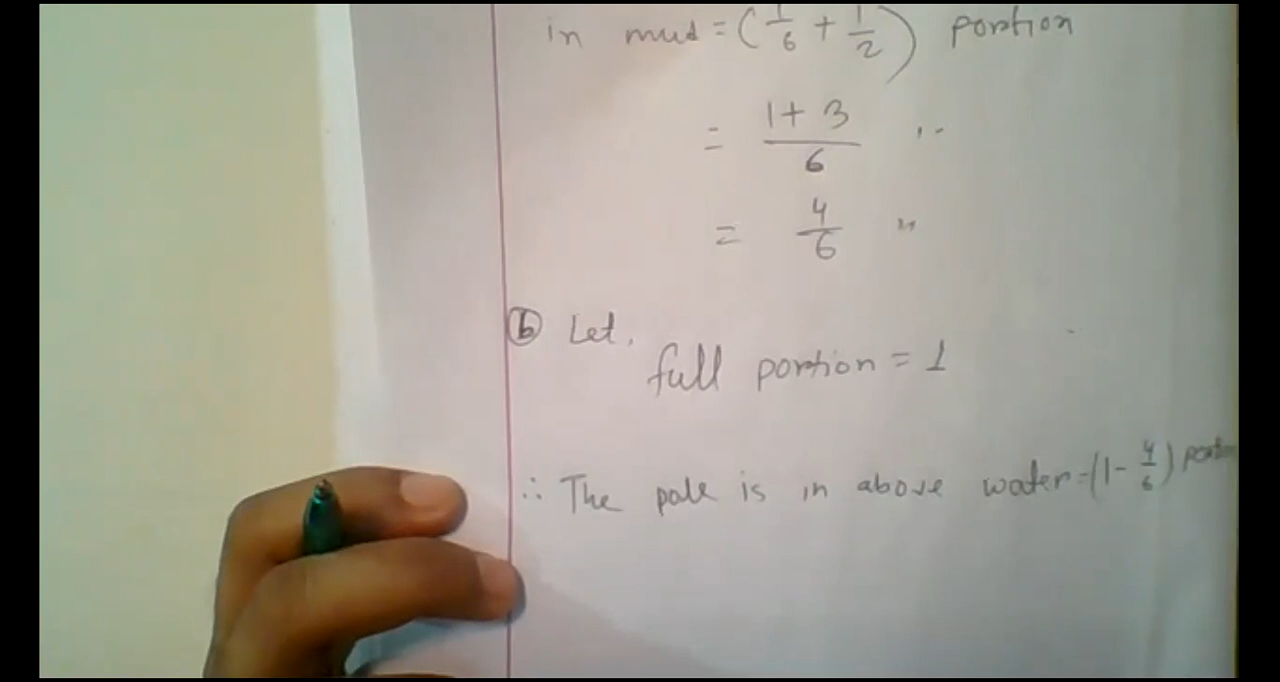 in mud = (1/6 + 1/2) portion
= 1+3/6 "
= 4/6 "
ⓑ Let,
full portion = 1
∴ The pole is in above water = (1 - 4/6) portion